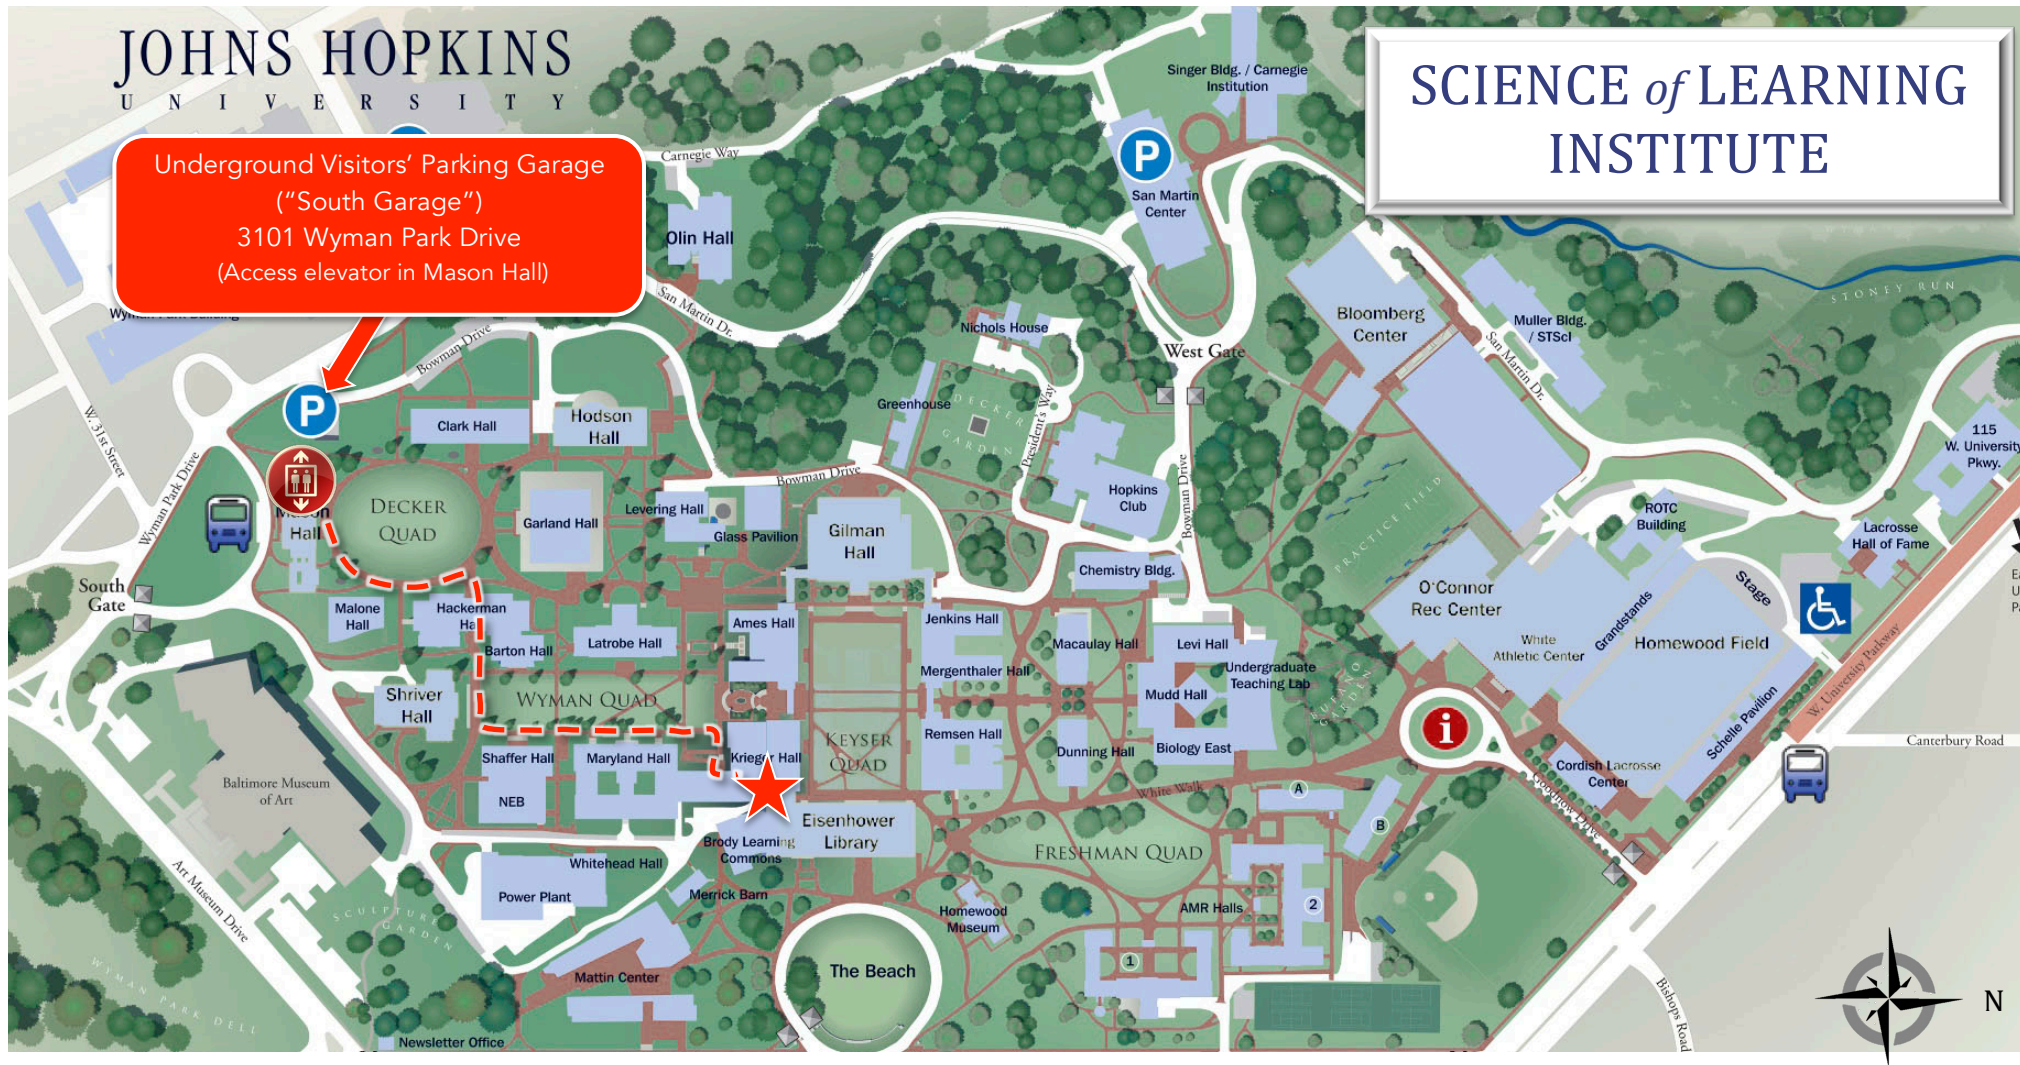 JOHNS HOPKINS
UNIVERSITY
SCIENCE of LEARNING
INSTITUTE
Underground Visitors' Parking Garage
("South Garage")
3101 Wyman Park Drive
(Access elevator in Mason Hall)
Singer Bldg. / Carnegie
Institution
Carnegie Way
P
San Martin
Center
Olin Hall
San Martin Dr.
STONEY RUN
Nichols House
Bloomberg
Center
Muller Bldg.
/ STScI
West Gate
San Martin Dr.
Bowman Drive
P
Clark Hall
Hodson
Hall
Greenhouse
DECKER
GARDEN
President's Way
W. 31st Street
Wyman Park Drive
115
W. University
Pkwy.
Bowman Drive
Hopkins
Club
Bowman Drive
PRACTICE FIELD
DECKER
QUAD
Mason
Hall
Garland Hall
Levering Hall
Glass Pavilion
Gilman
Hall
ROTC
Building
Lacrosse
Hall of Fame
Chemistry Bldg.
South
Gate
O'Connor
Rec Center
Stage
Grandstands
Homewood Field
White
Athletic Center
Malone
Hall
Hackerman
Barton Hall
Latrobe Hall
Ames Hall
Jenkins Hall
Macaulay Hall
Levi Hall
Mergenthaler Hall
Undergraduate
Teaching Lab
Mudd Hall
GARDEN
W. University Parkway
Schelle Pavilion
Shriver
Hall
WYMAN QUAD
KEYSER
QUAD
Remsen Hall
Dunning Hall
Biology East
i
Canterbury Road
Shaffer Hall
Maryland Hall
Krieger Hall
NEB
Baltimore Museum
of Art
Cordish Lacrosse
Center
White Walk
A
B
Brody Learning
Commons
Eisenhower
Library
FRESHMAN QUAD
Whitehead Hall
Power Plant
Merrick Barn
Art Museum Drive
SCULPTURE
GARDEN
Homewood
Museum
AMR Halls
2
1
Mattin Center
The Beach
WYMAN PARK DELL
Newsletter Office
Bishops Road
N